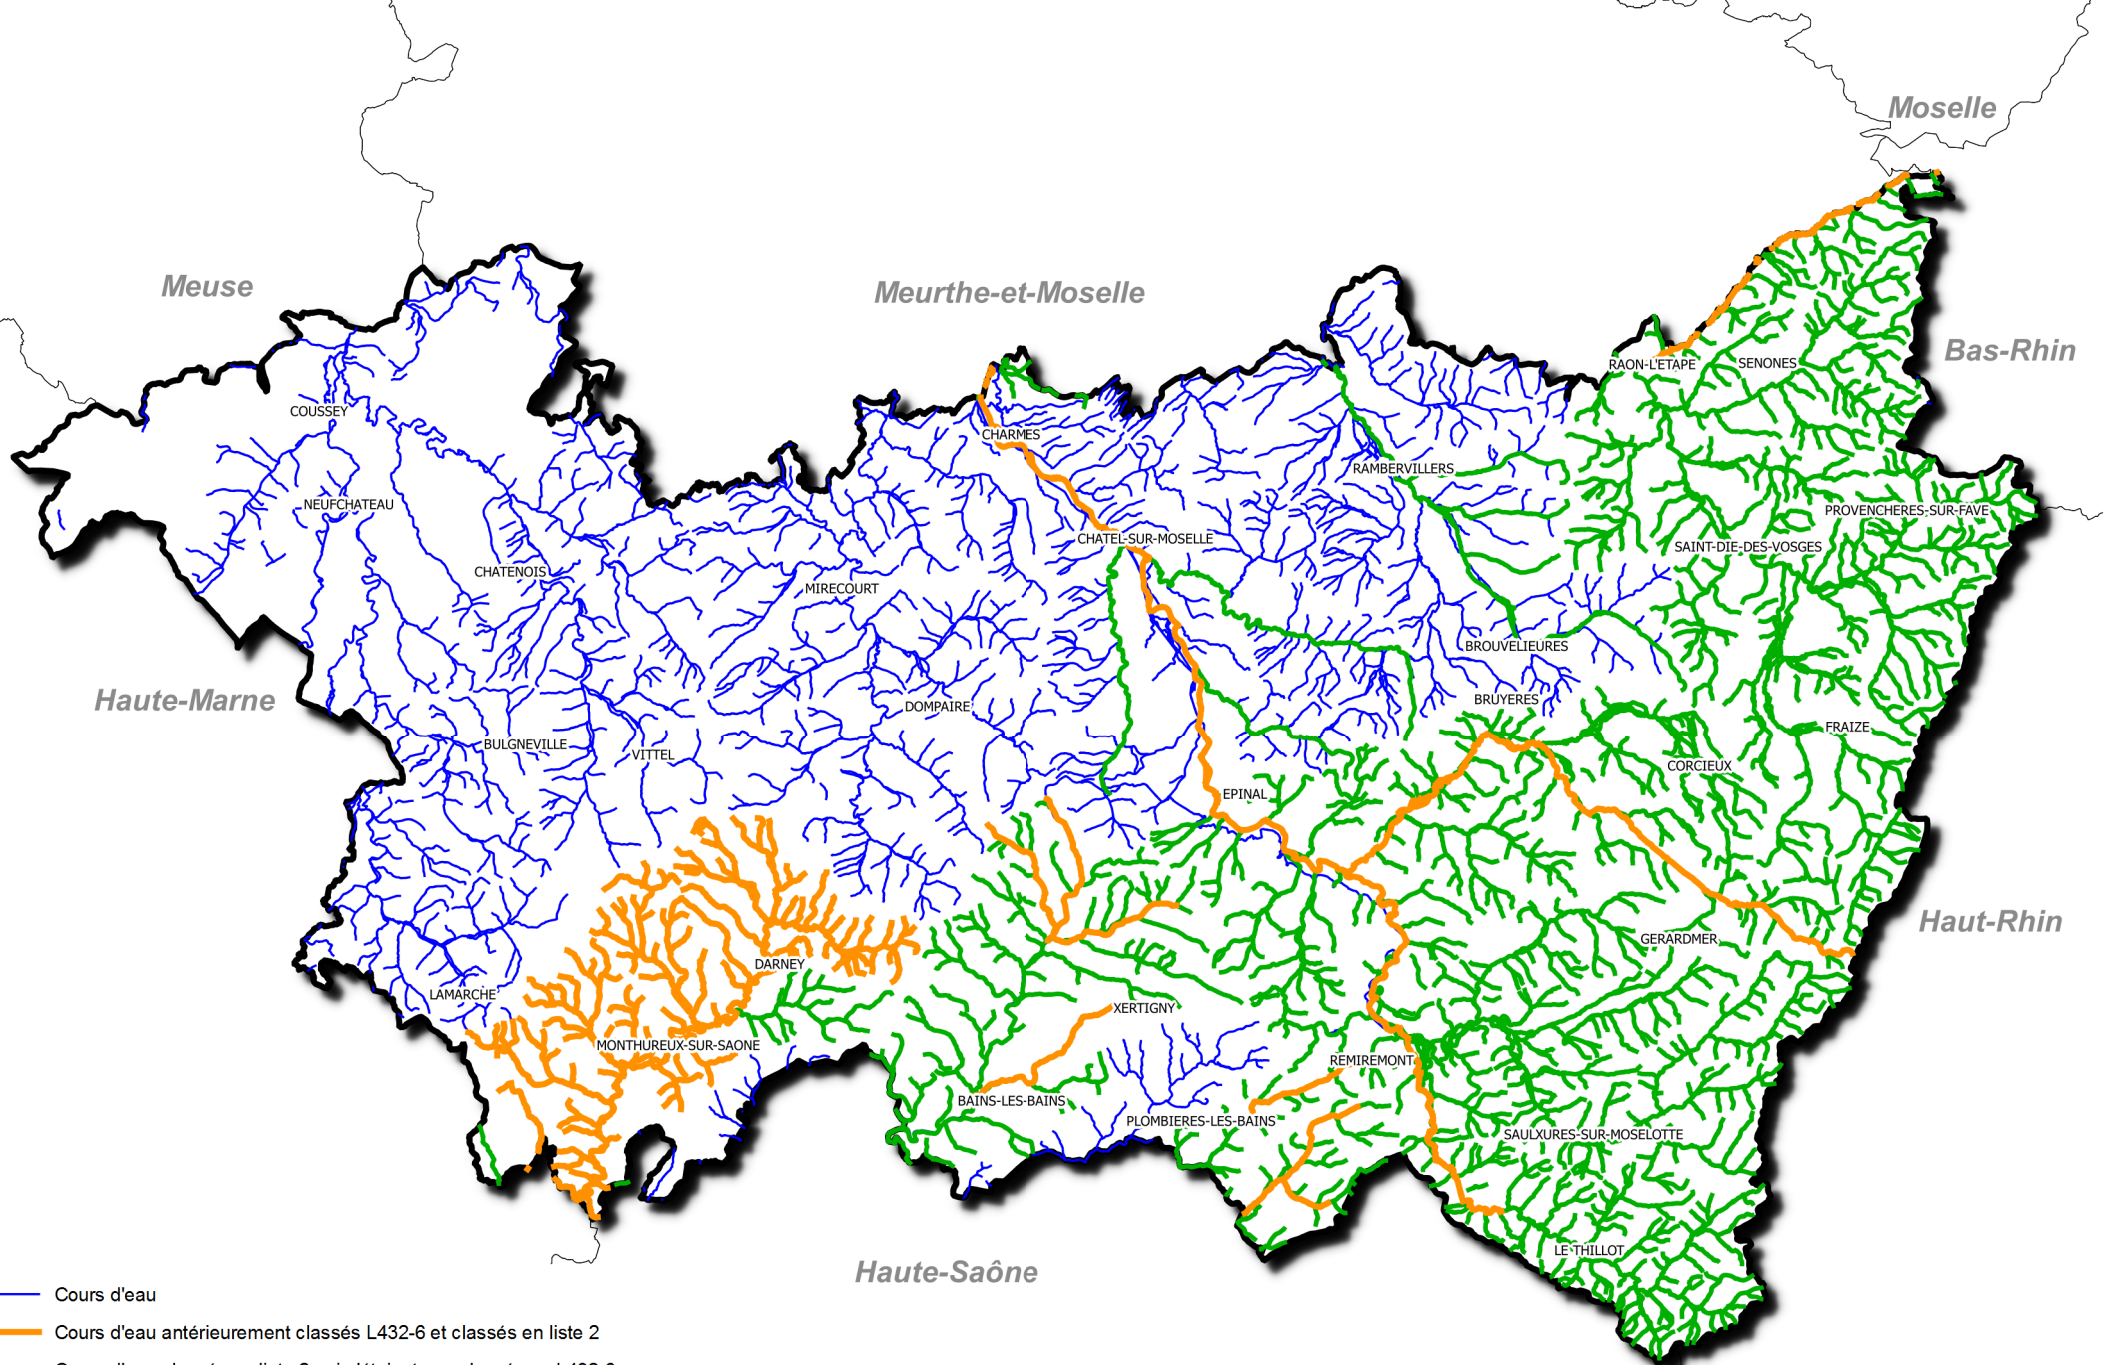 Moselle
Meuse
Meurthe-et-Moselle
Bas-Rhin
RAON-L'ETAPE
SENONES
COUSSEY
CHARMES
RAMBERVILLERS
NEUFCHATEAU
PROVENCHERES-SUR-FAVE
CHATEL-SUR-MOSELLE
SAINT-DIE-DES-VOSGES
CHATENOIS
MIRECOURT
BROUVELIEURES
Haute-Marne
BRUYERES
DOMPAIRE
FRAIZE
BULGNEVILLE
VITTEL
CORCIEUX
EPINAL
Haut-Rhin
GERARDMER
DARNEY
LAMARCHE
XERTIGNY
MONTHUREUX-SUR-SAONE
REMIREMONT
BAINS-LES-BAINS
PLOMBIERES-LES-BAINS
SAULXURES-SUR-MOSELOTTE
LE THILLOT
Haute-Saône
Cours d'eau
Cours d'eau antérieurement classés L432-6 et classés en liste 2